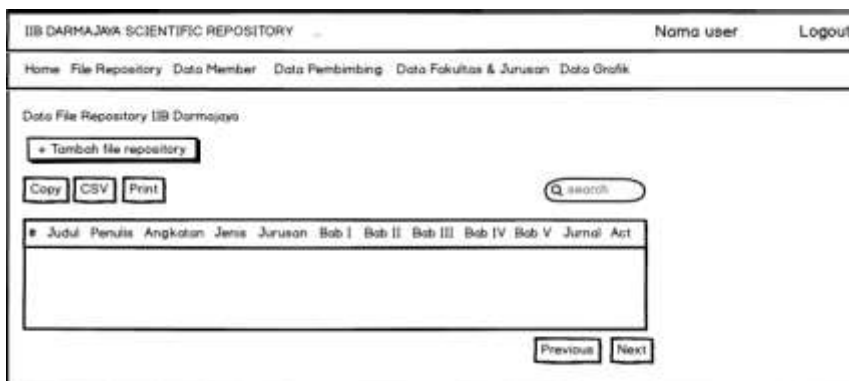 IIB DARMAJAYA SCIENTIFIC REPOSITORY Nama user Logout
Home File Repository Data Member Data Pembimbing Data Fakultas & Jurusan Data Grafik
Data File Repository IIB Darmajaya
+ Tambah file repository
Copy CSV Print search
# Judul Penulis Angkatan Jenis Jurusan Bab I Bab II Bab III Bab IV Bab V Jurnal Act
Previous Next